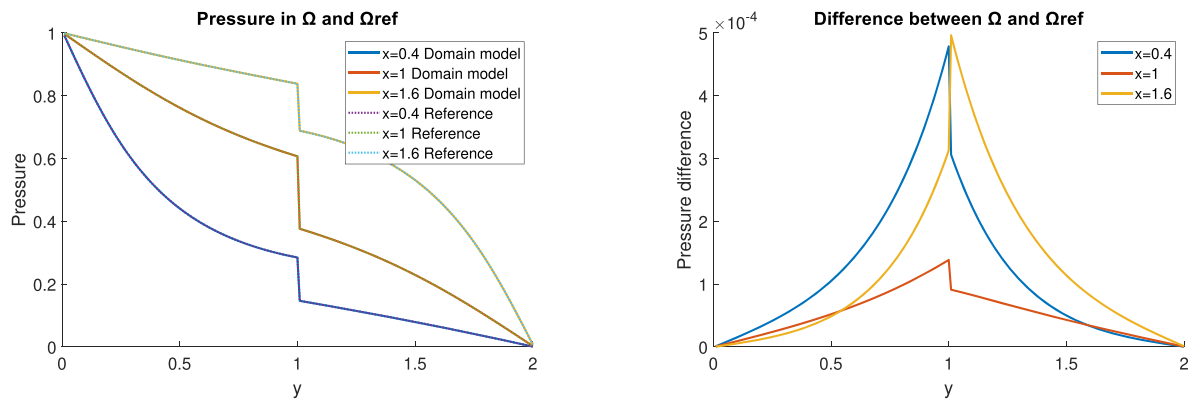 Pressure in Ω and Ωref
1
0.8
0.6
0.4
0.2
0
Pressure
x=0.4 Domain model
x=1 Domain model
x=1.6 Domain model
x=0.4 Reference
x=1 Reference
x=1.6 Reference
0 0.5 1 1.5 2
y
Difference between Ω and Ωref
×10⁻⁴
5
4
3
2
1
0
Pressure difference
x=0.4
x=1
x=1.6
0 0.5 1 1.5 2
y